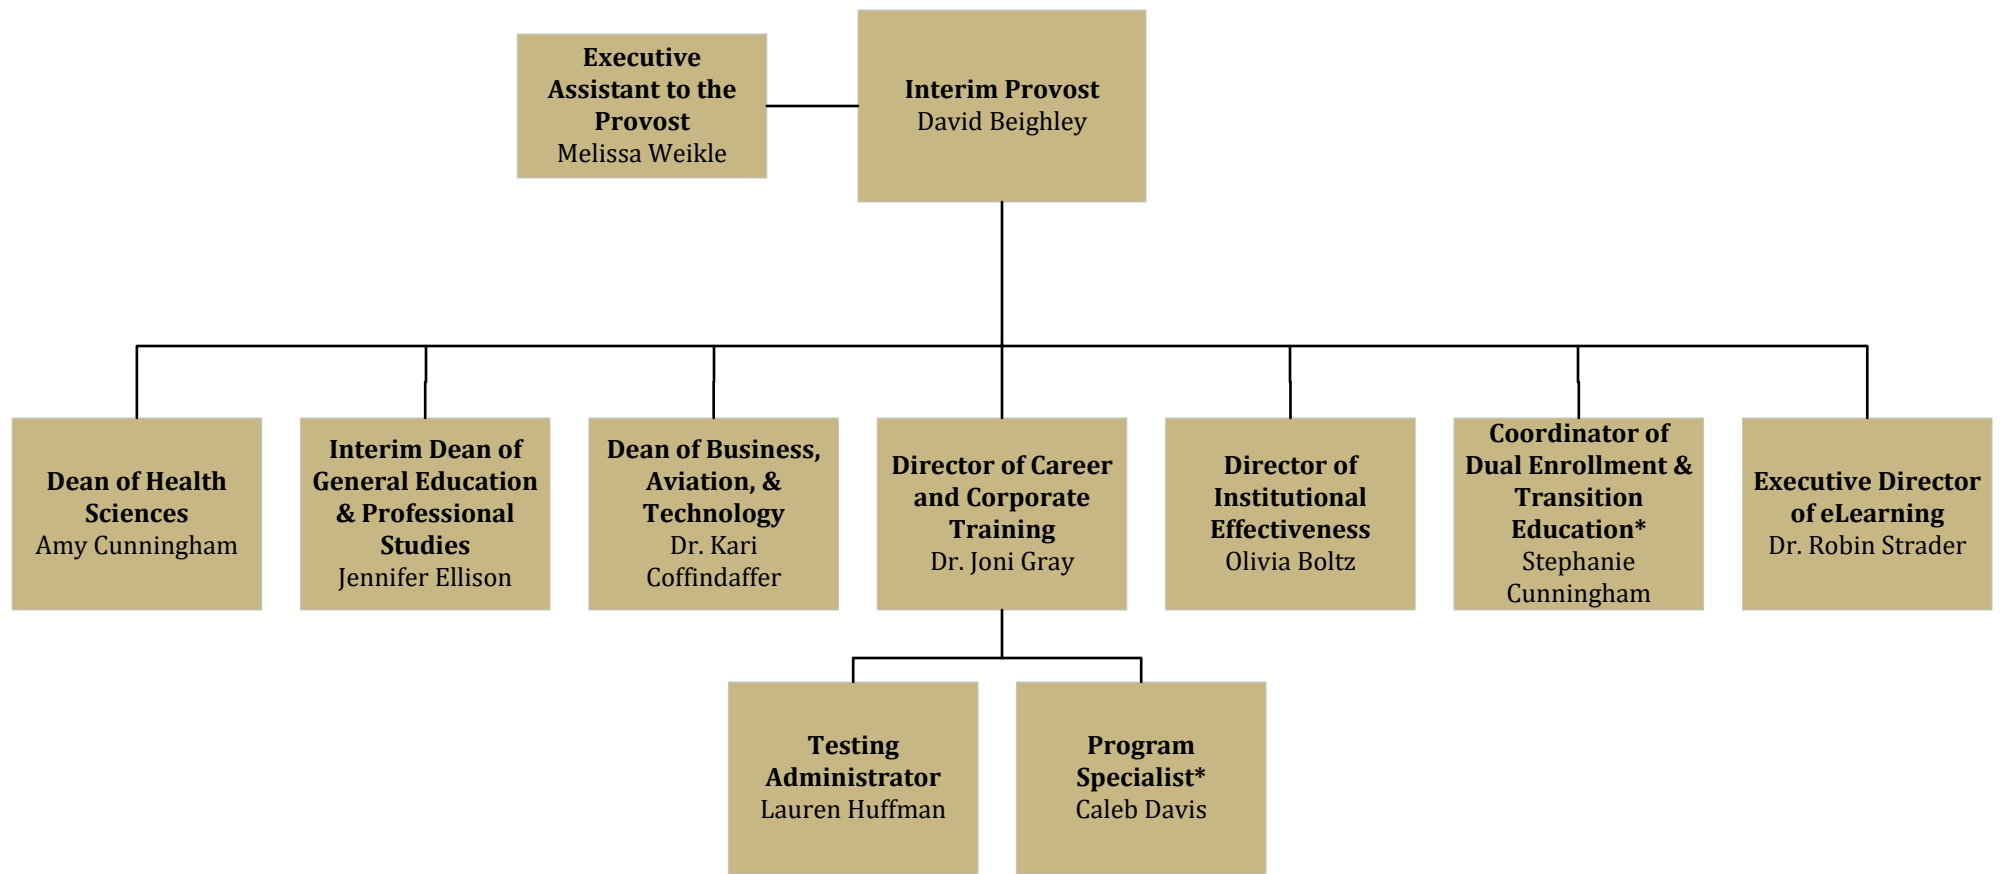 Executive
Assistant to the
Provost
Melissa Weikle
Interim Provost
David Beighley
Dean of Health
Sciences
Amy Cunningham
Interim Dean of
General Education
& Professional
Studies
Jennifer Ellison
Dean of Business,
Aviation, &
Technology
Dr. Kari
Coffindaffer
Director of Career
and Corporate
Training
Dr. Joni Gray
Director of
Institutional
Effectiveness
Olivia Boltz
Coordinator of
Dual Enrollment &
Transition
Education*
Stephanie
Cunningham
Executive Director
of eLearning
Dr. Robin Strader
Testing
Administrator
Lauren Huffman
Program
Specialist*
Caleb Davis